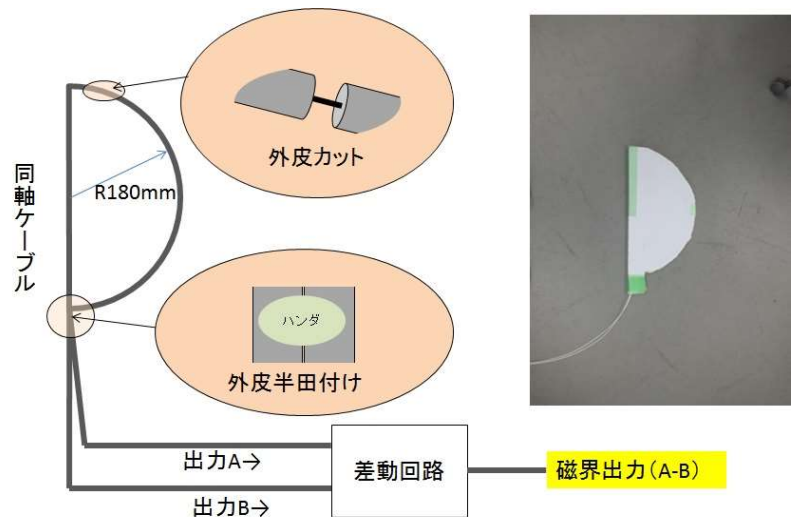 外皮カット
同軸ケーブル
R180mm
ハンダ
外皮半田付け
出力A→
出力B→
差動回路
磁界出力(A-B)